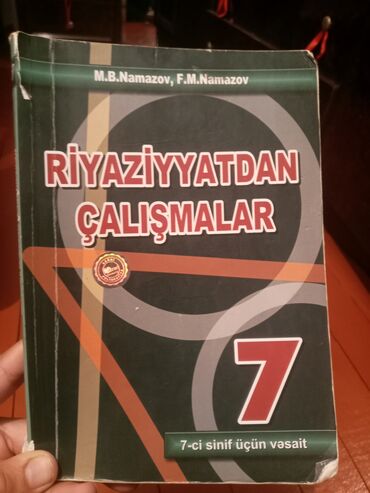 M.B.Namazov, F.M.Namazov
RİYAZİYYATDAN
ÇALIŞMALAR
7
7-ci sinif üçün vəsait